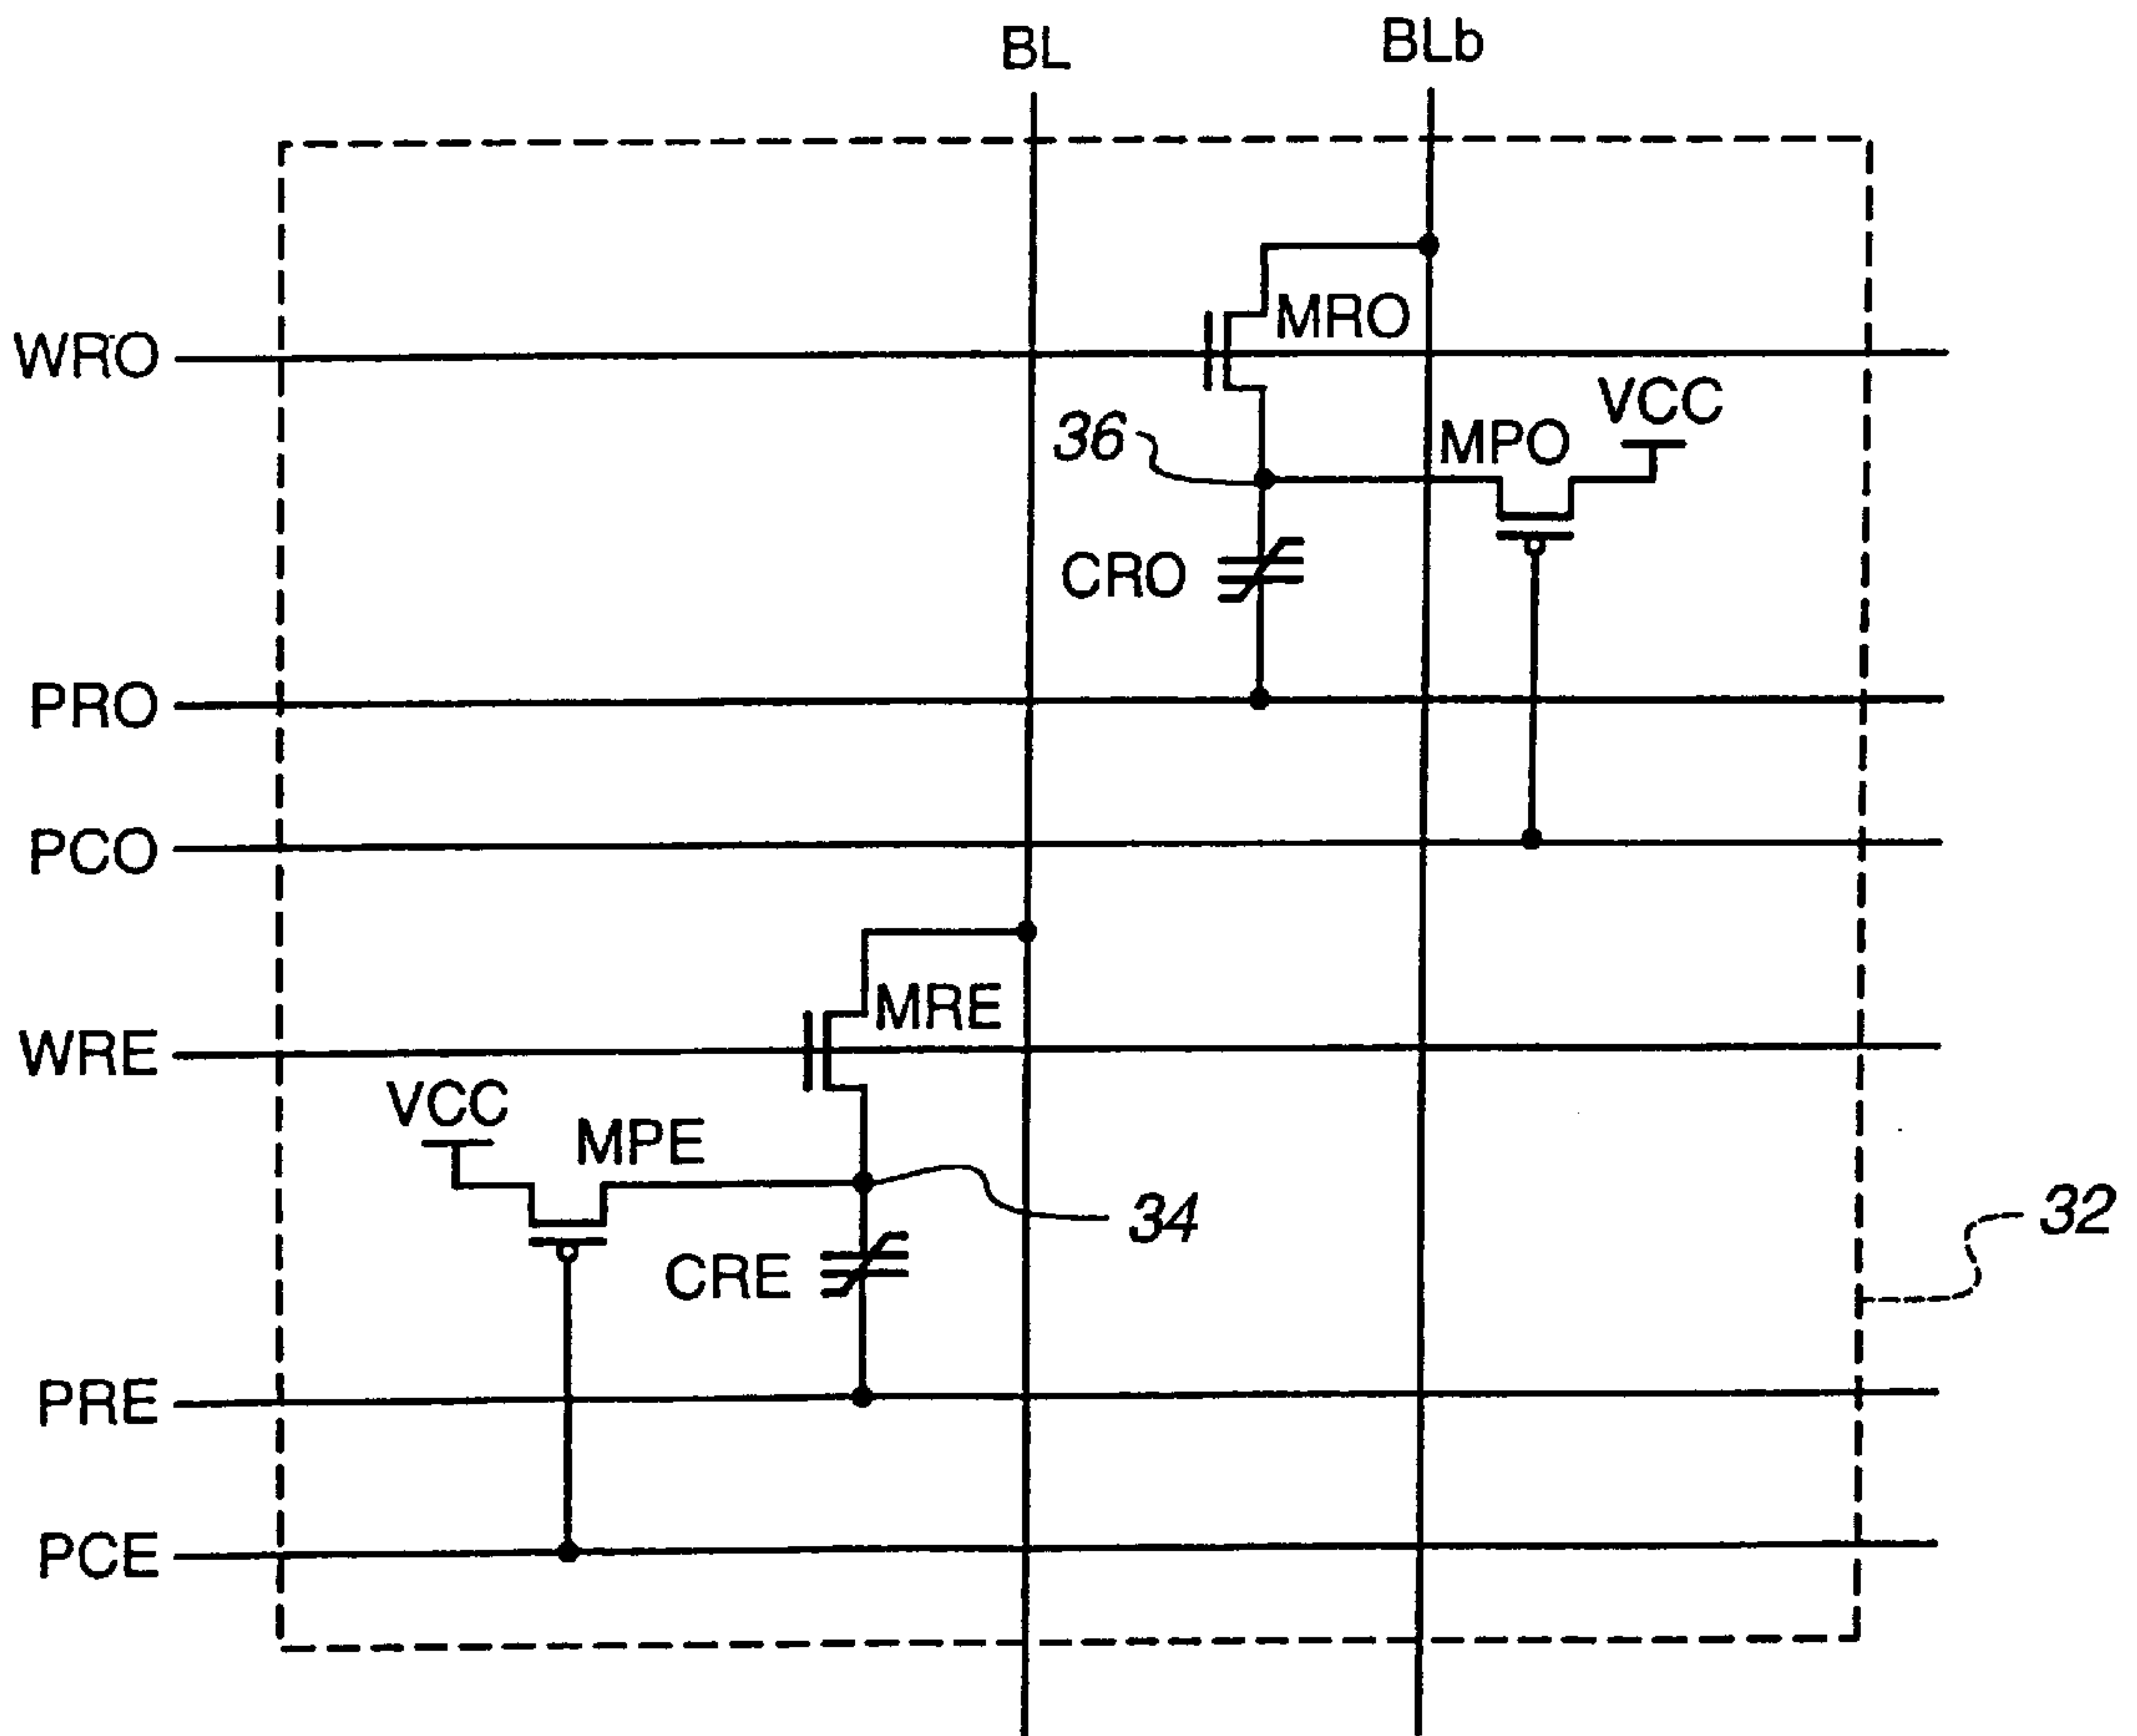 BL
BLb
WRO
MRO
VCC
36
MPO
CRO
PRO
PCO
MRE
WRE
VCC
MPE
34
32
CRE
PRE
PCE